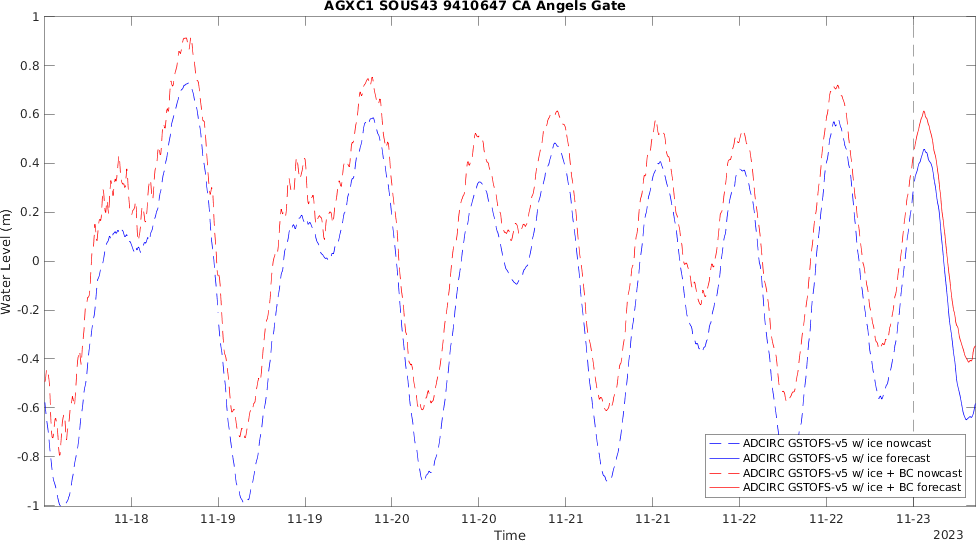 AGXC1 SOUS43 9410647 CA Angels Gate
1
0.8
0.6
0.4
0.2
0
-0.2
-0.4
-0.6
-0.8
-1
Water Level (m)
ADCIRC GSTOFS-v5 w/ ice nowcast
ADCIRC GSTOFS-v5 w/ ice forecast
ADCIRC GSTOFS-v5 w/ ice + BC nowcast
ADCIRC GSTOFS-v5 w/ ice + BC forecast
11-18 11-19 11-19 11-20 11-20 11-21 11-21 11-22 11-22 11-23
Time
2023